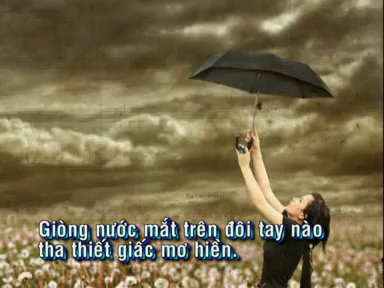 Giòng nước mắt trên đôi tay nào
tha thiết giấc mơ hiền.